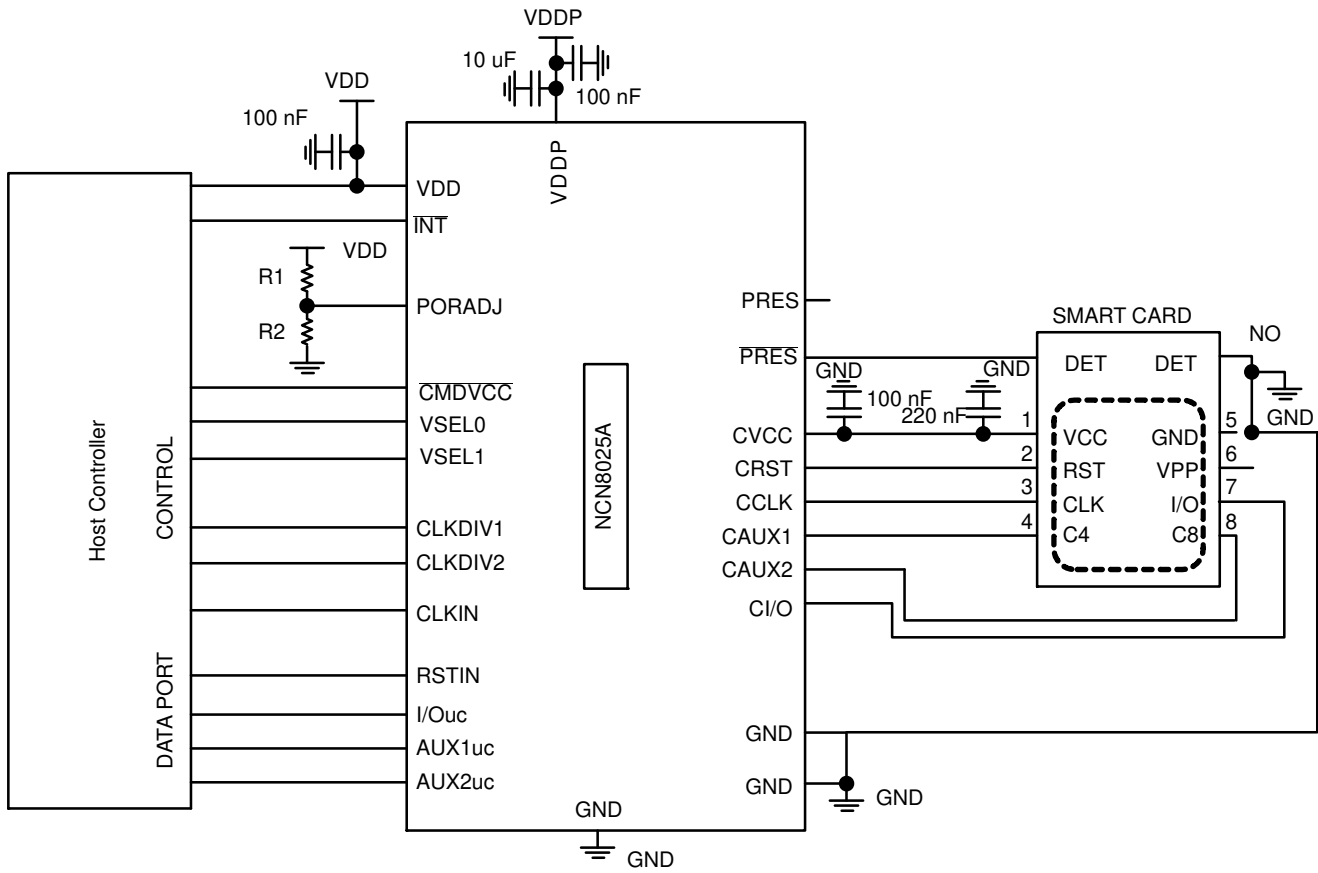 VDDP
10 uF
100 nF
VDD
100 nF
VDDP
VDD
INT
VDD
R1
R2
PORADJ
CMDVCC
VSEL0
VSEL1
CLKDIV1
CLKDIV2
CLKIN
RSTIN
I/Ouc
AUX1uc
AUX2uc
Host Controller
CONTROL
DATA PORT
NCN8025A
PRES
PRES
CVCC
CRST
CCLK
CAUX1
CAUX2
CI/O
GND
GND
GND
GND
GND
GND
100 nF
GND
220 nF
SMART CARD
NO
DET
DET
GND
1
VCC
GND
5
2
RST
VPP
6
3
CLK
I/O
7
4
C4
C8
8